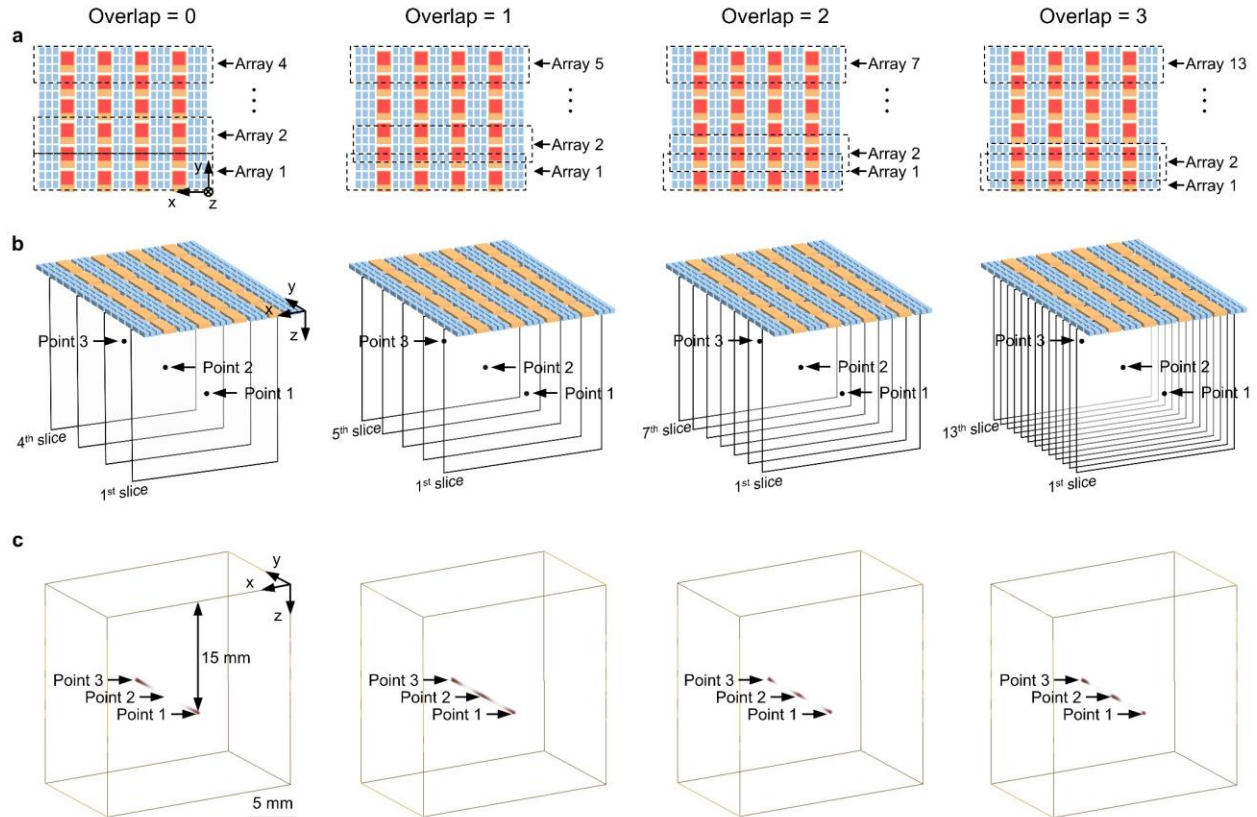 Overlap = 0 Overlap = 1 Overlap = 2 Overlap = 3
a
Array 4 Array 5 Array 7 Array 13
Array 2 Array 2 Array 2 Array 2
Array 1 Array 1 Array 1 Array 1
y
x
z
b
y
x
z
Point 3 Point 3 Point 3 Point 3
Point 2 Point 2 Point 2 Point 2
Point 1 Point 1 Point 1 Point 1
4th slice 5th slice 7th slice 13th slice
1st slice 1st slice 1st slice 1st slice
c
y
x
z
15 mm
Point 3 Point 3 Point 3 Point 3
Point 2 Point 2 Point 2 Point 2
Point 1 Point 1 Point 1 Point 1
5 mm